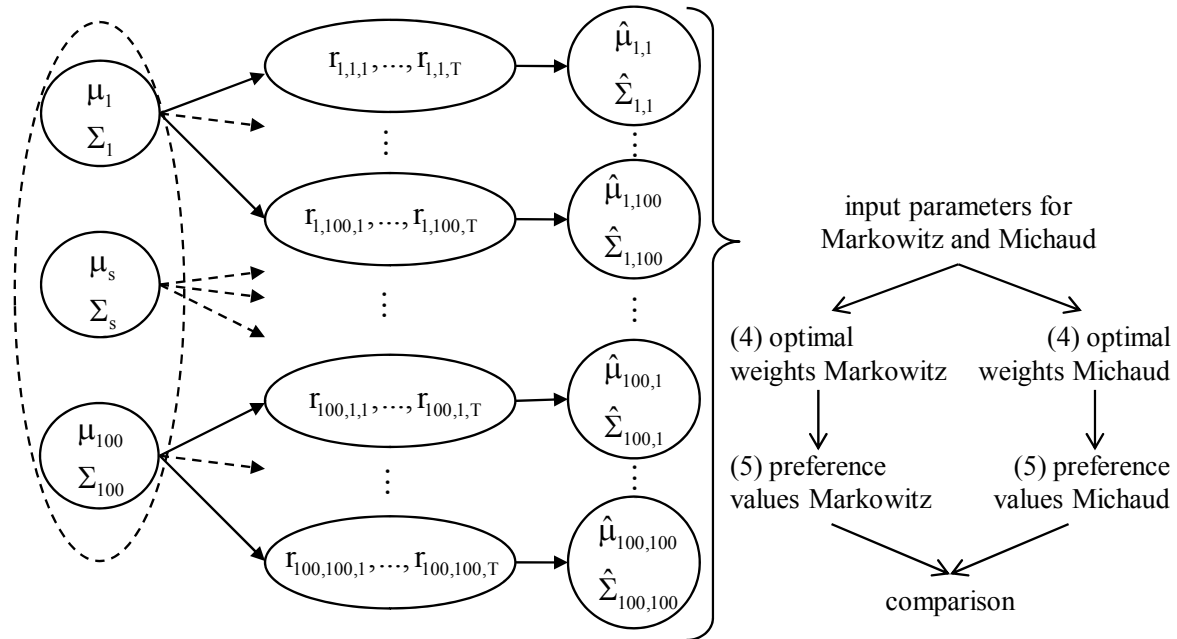 μ₁
Σ₁
μₛ
Σₛ
μ₁₀₀
Σ₁₀₀
r₁,₁,₁,...,r₁,₁,T
⋮
r₁,₁₀₀,₁,...,r₁,₁₀₀,T
⋮
r₁₀₀,₁,₁,...,r₁₀₀,₁,T
⋮
r₁₀₀,₁₀₀,₁,...,r₁₀₀,₁₀₀,T
μ̂₁,₁
Σ̂₁,₁
⋮
μ̂₁,₁₀₀
Σ̂₁,₁₀₀
⋮
μ̂₁₀₀,₁
Σ̂₁₀₀,₁
⋮
μ̂₁₀₀,₁₀₀
Σ̂₁₀₀,₁₀₀
input parameters for
Markowitz and Michaud
(4) optimal
weights Markowitz
(4) optimal
weights Michaud
(5) preference
values Markowitz
(5) preference
values Michaud
comparison